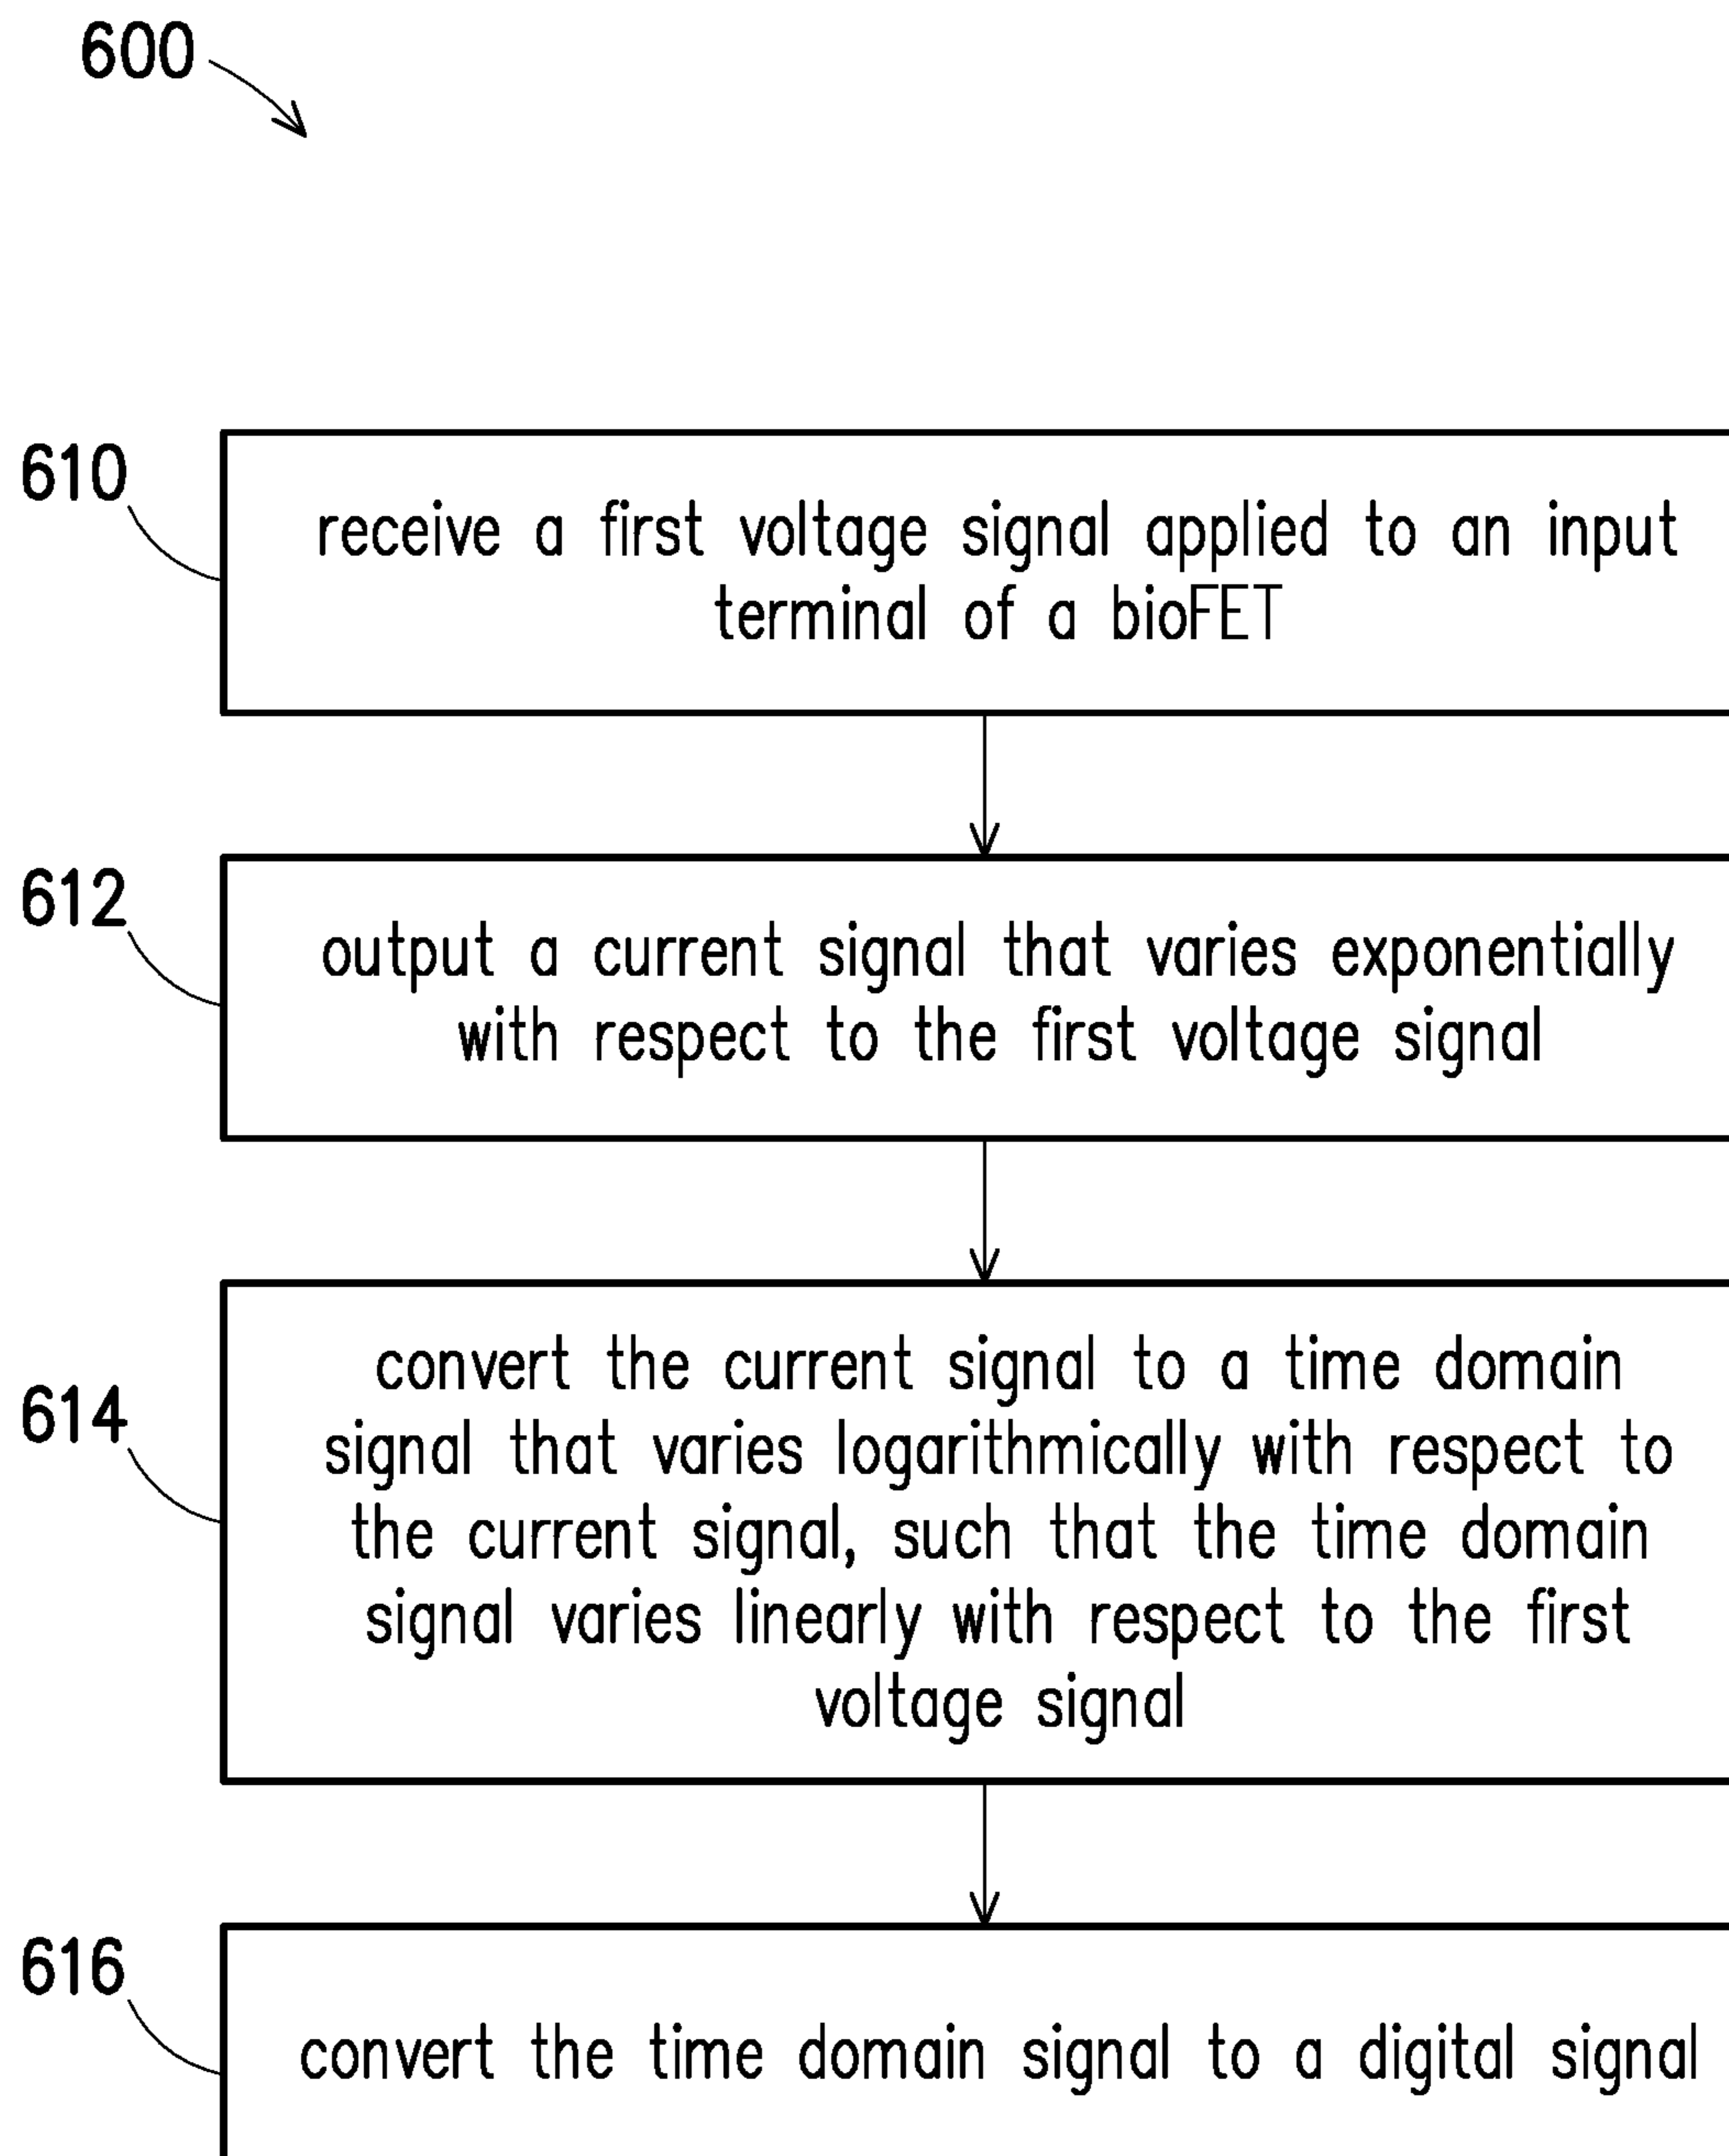 600
610
receive a first voltage signal applied to an input
terminal of a bioFET
612
output a current signal that varies exponentially
with respect to the first voltage signal
614
convert the current signal to a time domain
signal that varies logarithmically with respect to
the current signal, such that the time domain
signal varies linearly with respect to the first
voltage signal
616
convert the time domain signal to a digital signal